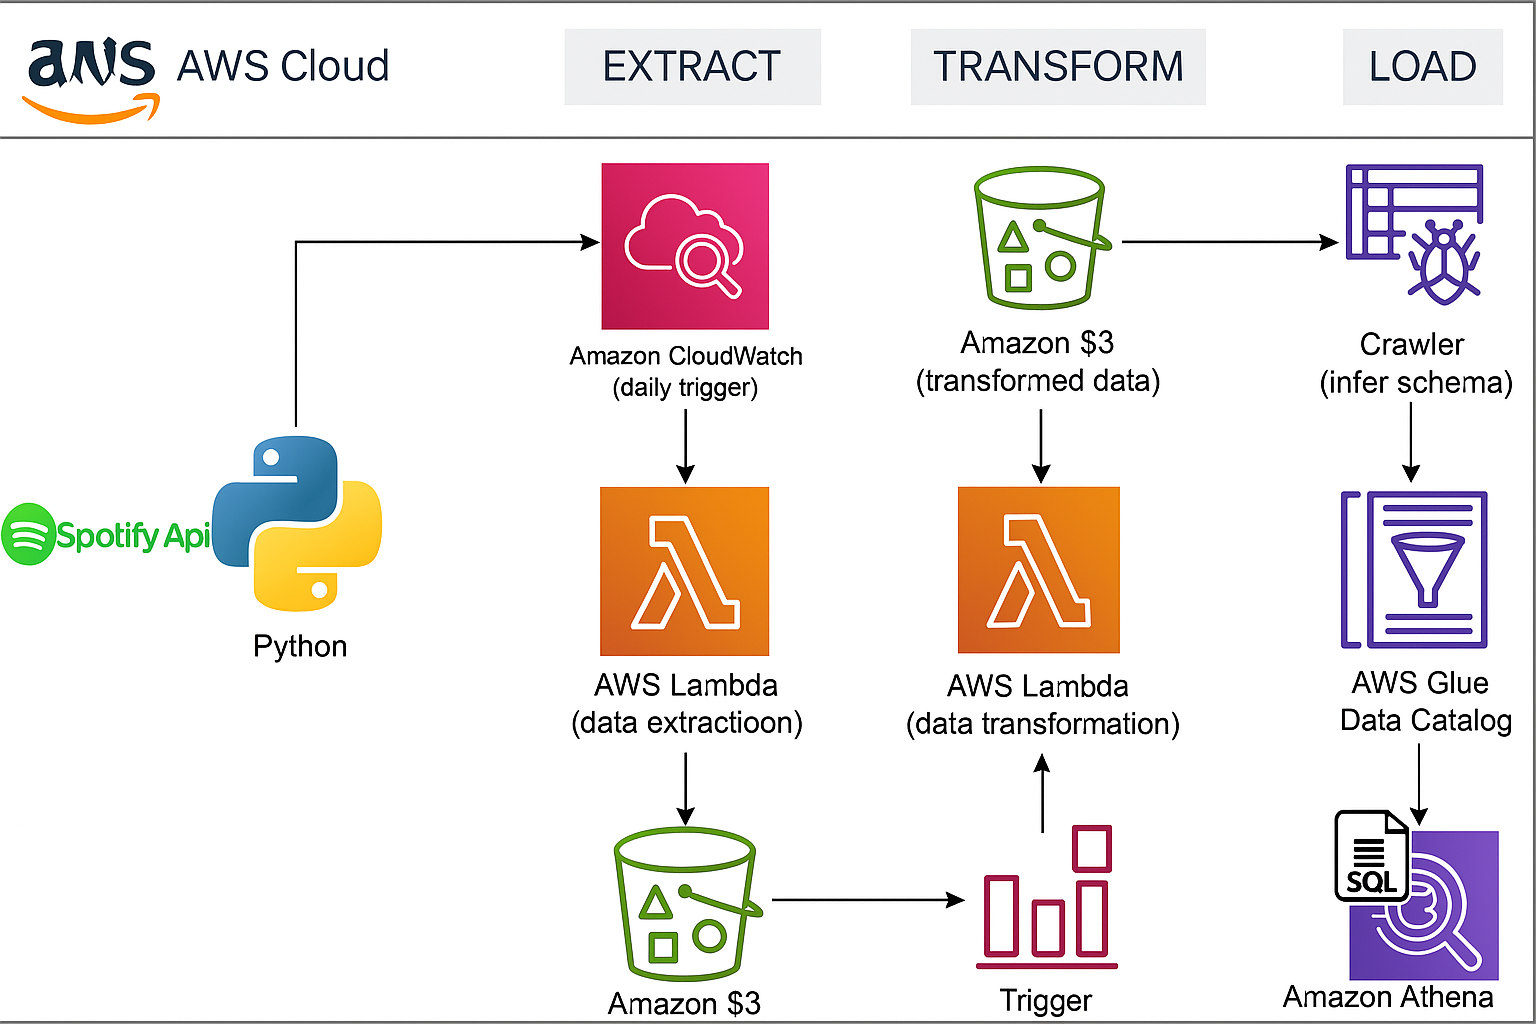 aws AWS Cloud
EXTRACT
TRANSFORM
LOAD
Spotify Api
Python
Amazon CloudWatch
(daily trigger)
AWS Lambda
(data extractioon)
Amazon $3
Amazon $3
(transformed data)
AWS Lambda
(data transformation)
Trigger
Crawler
(infer schema)
AWS Glue
Data Catalog
SQL
Amazon Athena